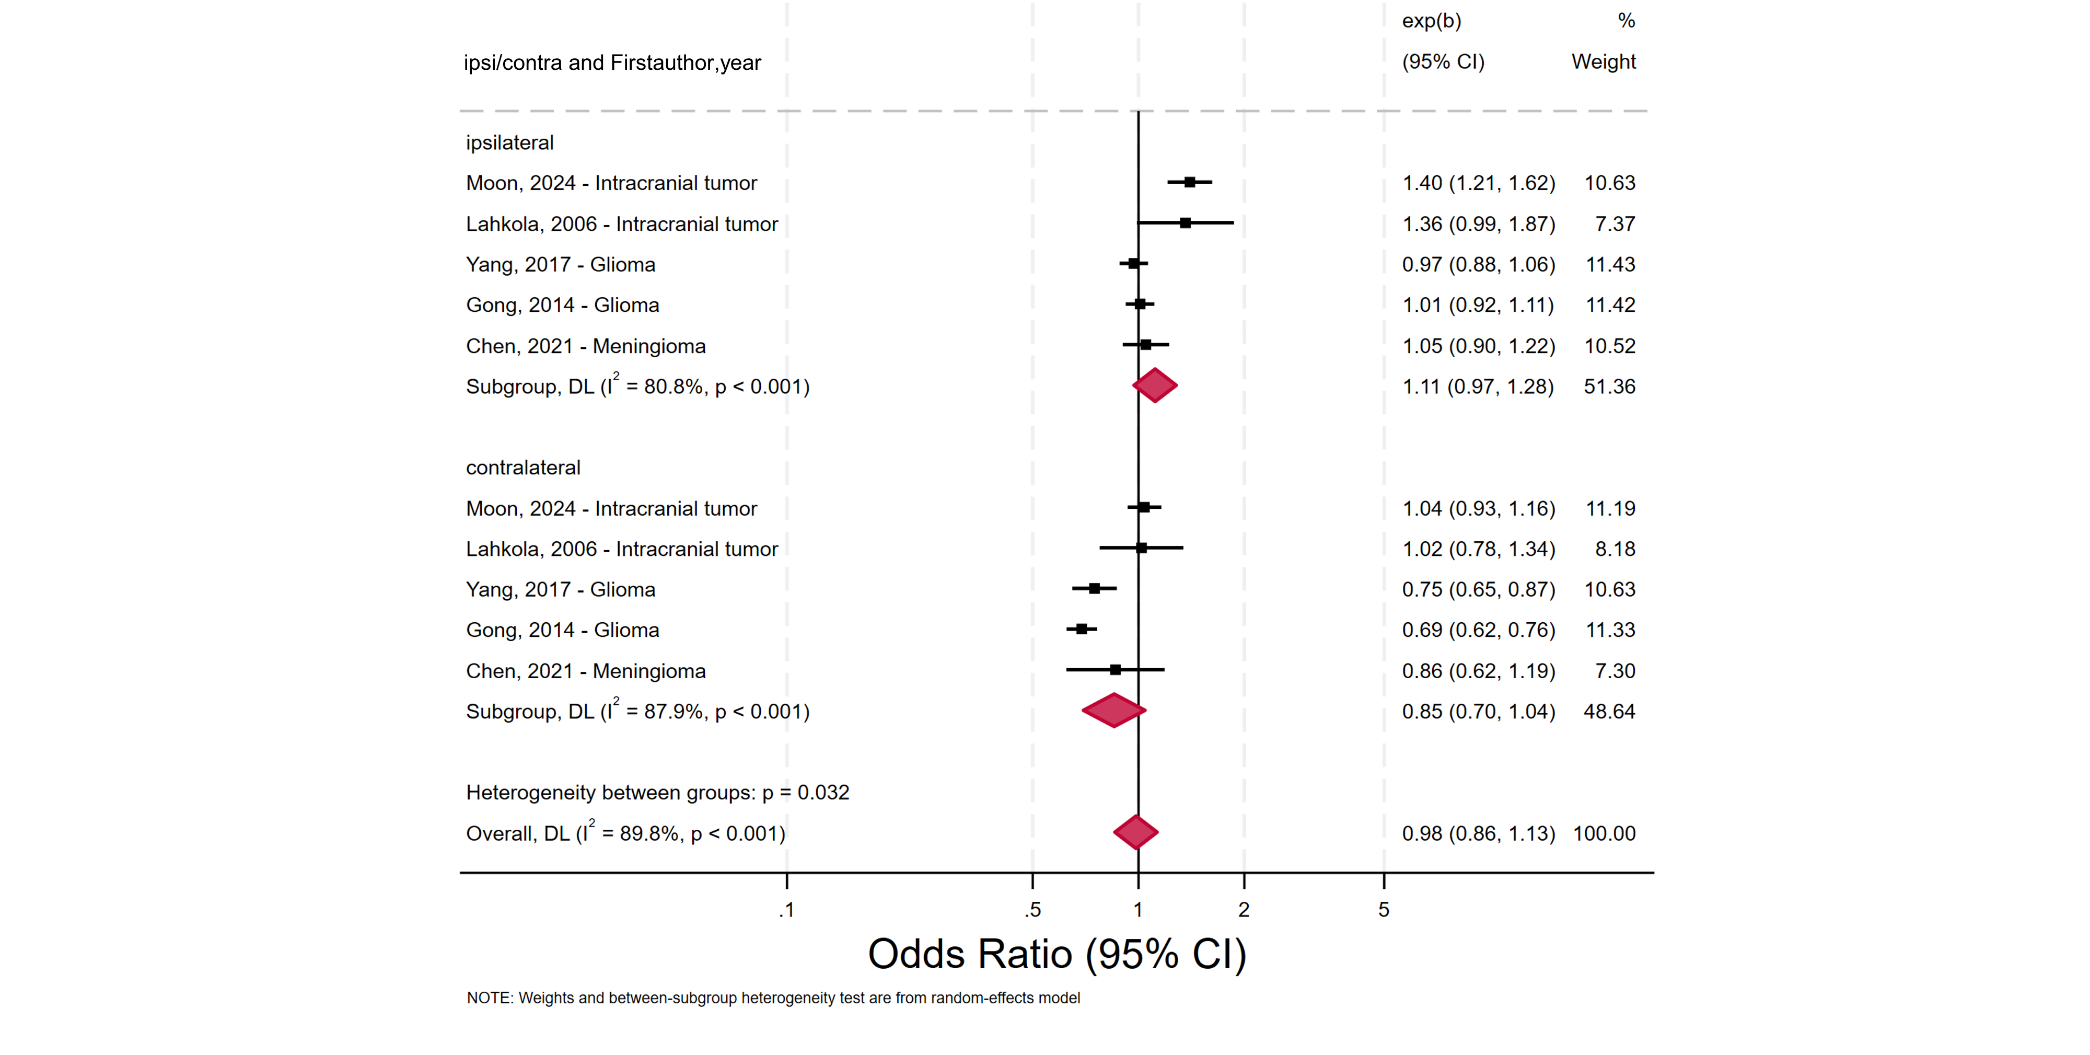 exp(b) %
ipsi/contra and Firstauthor,year (95% CI) Weight
ipsilateral
Moon, 2024 - Intracranial tumor 1.40 (1.21, 1.62) 10.63
Lahkola, 2006 - Intracranial tumor 1.36 (0.99, 1.87) 7.37
Yang, 2017 - Glioma 0.97 (0.88, 1.06) 11.43
Gong, 2014 - Glioma 1.01 (0.92, 1.11) 11.42
Chen, 2021 - Meningioma 1.05 (0.90, 1.22) 10.52
Subgroup, DL (I² = 80.8%, p < 0.001) 1.11 (0.97, 1.28) 51.36
contralateral
Moon, 2024 - Intracranial tumor 1.04 (0.93, 1.16) 11.19
Lahkola, 2006 - Intracranial tumor 1.02 (0.78, 1.34) 8.18
Yang, 2017 - Glioma 0.75 (0.65, 0.87) 10.63
Gong, 2014 - Glioma 0.69 (0.62, 0.76) 11.33
Chen, 2021 - Meningioma 0.86 (0.62, 1.19) 7.30
Subgroup, DL (I² = 87.9%, p < 0.001) 0.85 (0.70, 1.04) 48.64
Heterogeneity between groups: p = 0.032
Overall, DL (I² = 89.8%, p < 0.001) 0.98 (0.86, 1.13) 100.00
.1 .5 1 2 5
Odds Ratio (95% CI)
NOTE: Weights and between-subgroup heterogeneity test are from random-effects model